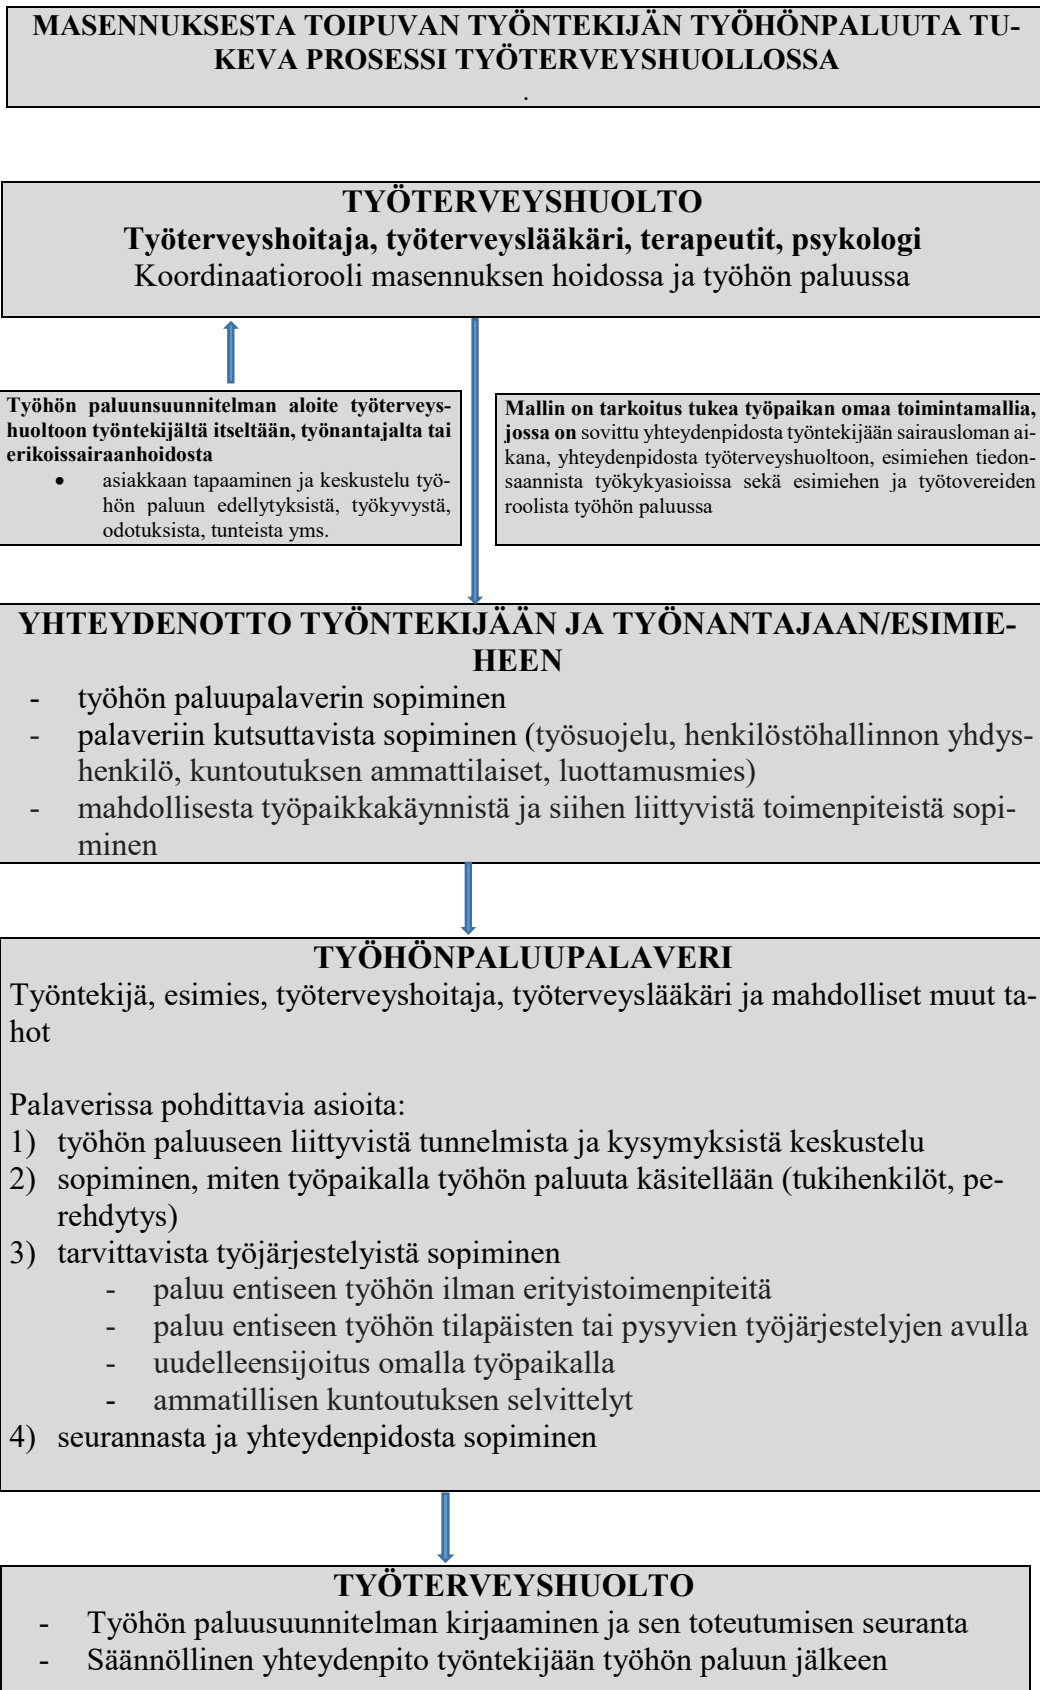 MASENNUKSESTA TOIPUVAN TYÖNTEKIJÄN TYÖHÖNPALUUTA TU-
KEVA PROSESSI TYÖTERVEYSHUOLLOSSA
.
TYÖTERVEYSHUOLTO
Työterveyshoitaja, työterveyslääkäri, terapeutit, psykologi
Koordinaatiorooli masennuksen hoidossa ja työhön paluussa
Työhön paluunsuunnitelman aloite työterveys-
huoltoon työntekijältä itseltään, työnantajalta tai
erikoissairaanhoidosta
• asiakkaan tapaaminen ja keskustelu työ-
hön paluun edellytyksistä, työkyvystä,
odotuksista, tunteista yms.
Mallin on tarkoitus tukea työpaikan omaa toimintamallia,
jossa on sovittu yhteydenpidosta työntekijään sairausloman ai-
kana, yhteydenpidosta työterveyshuoltoon, esimiehen tiedon-
saannista työkykyasioissa sekä esimiehen ja työtovereiden
roolista työhön paluussa
YHTEYDENOTTO TYÖNTEKIJÄÄN JA TYÖNANTAJAAN/ESIMIE-
HEEN
- työhön paluupalaverin sopiminen
- palaveriin kutsuttavista sopiminen (työsuojelu, henkilöstöhallinnon yhdys-
henkilö, kuntoutuksen ammattilaiset, luottamusmies)
- mahdollisesta työpaikkakäynnistä ja siihen liittyvistä toimenpiteistä sopi-
minen
TYÖHÖNPALUUPALAVERI
Työntekijä, esimies, työterveyshoitaja, työterveyslääkäri ja mahdolliset muut ta-
hot
Palaverissa pohdittavia asioita:
1) työhön paluuseen liittyvistä tunnelmista ja kysymyksistä keskustelu
2) sopiminen, miten työpaikalla työhön paluuta käsitellään (tukihenkilöt, pe-
rehdytys)
3) tarvittavista työjärjestelyistä sopiminen
- paluu entiseen työhön ilman erityistoimenpiteitä
- paluu entiseen työhön tilapäisten tai pysyvien työjärjestelyjen avulla
- uudelleensijoitus omalla työpaikalla
- ammatillisen kuntoutuksen selvittelyt
4) seurannasta ja yhteydenpidosta sopiminen
TYÖTERVEYSHUOLTO
- Työhön paluusuunnitelman kirjaaminen ja sen toteutumisen seuranta
- Säännöllinen yhteydenpito työntekijään työhön paluun jälkeen